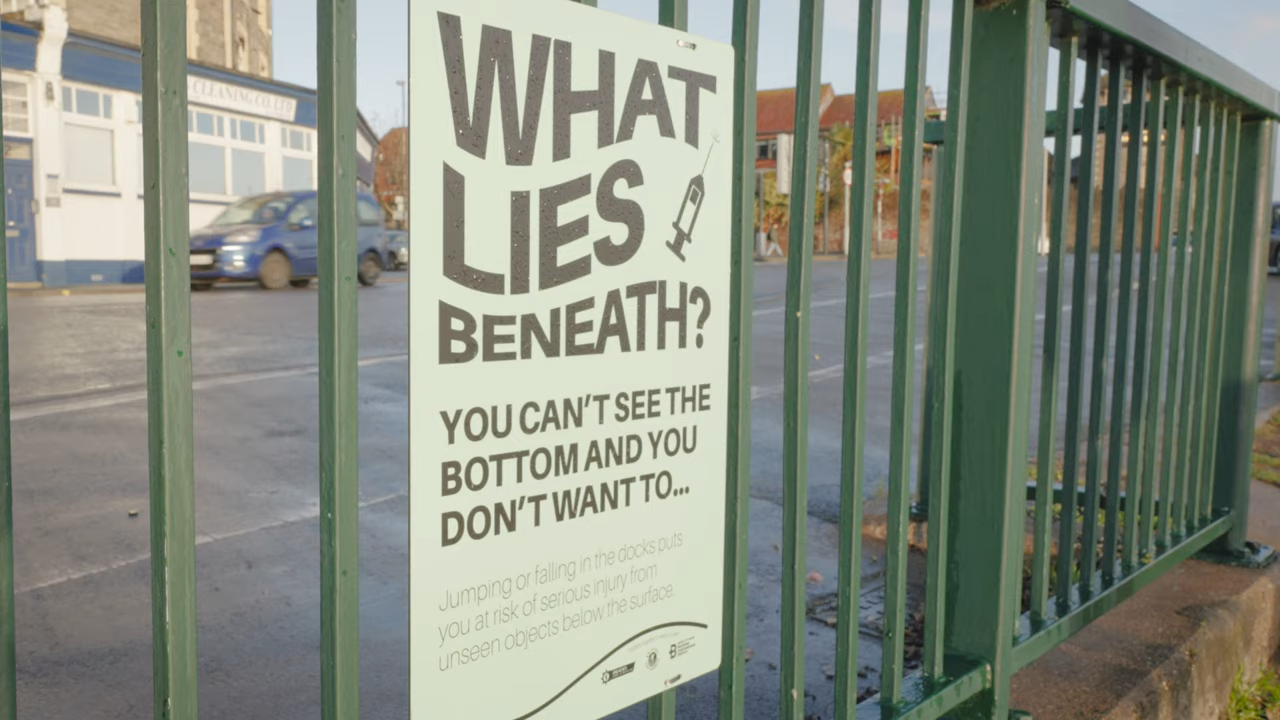 CLEANING CO. LTD
WHAT
LIES
BENEATH?
YOU CAN'T SEE THE
BOTTOM AND YOU
DON'T WANT TO...
Jumping or falling in the docks puts
you at risk of serious injury from
unseen objects below the surface.